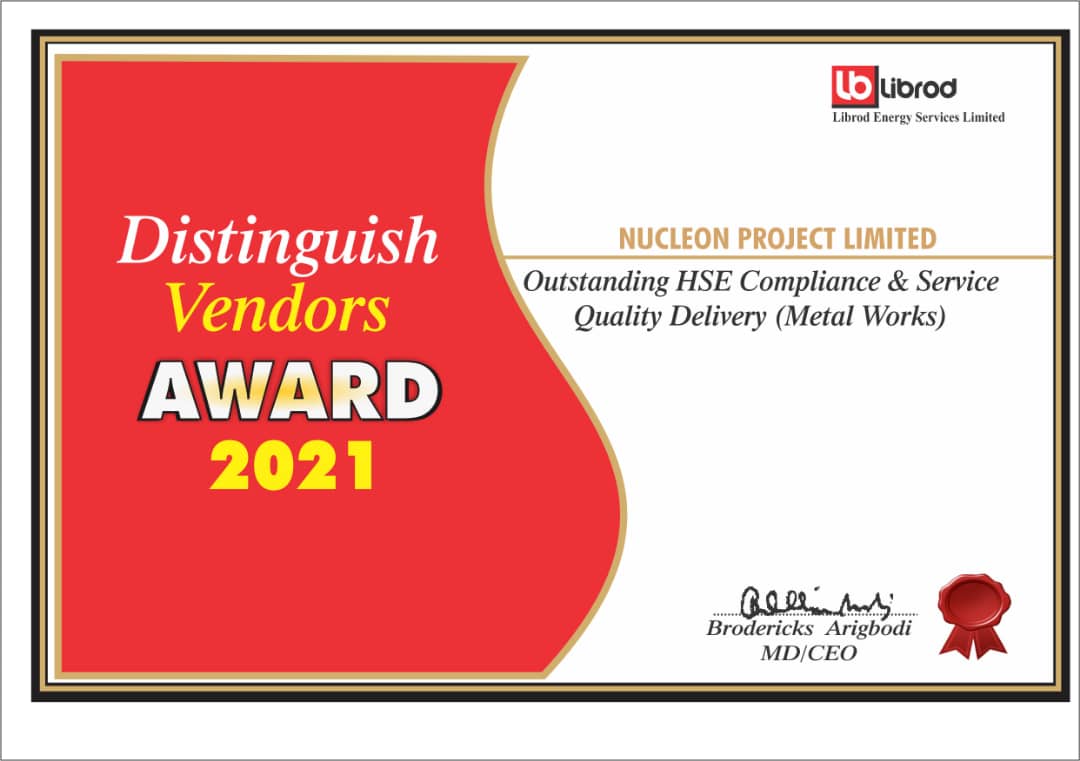 Distinguish
Vendors
AWARD
2021
Lb Librod
Librod Energy Services Limited
NUCLEON PROJECT LIMITED
Outstanding HSE Compliance & Service
Quality Delivery (Metal Works)
Brodericks Arigbodi
MD/CEO